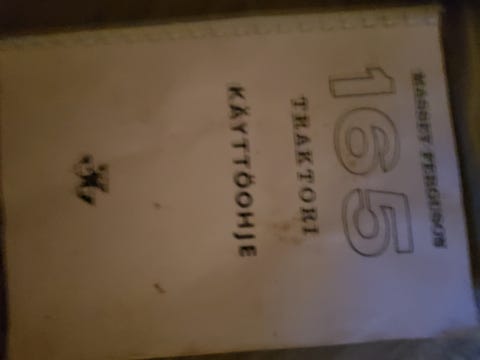 MASSEY FERGUSON
165
TRAKTORI
KÄYTTÖOHJE